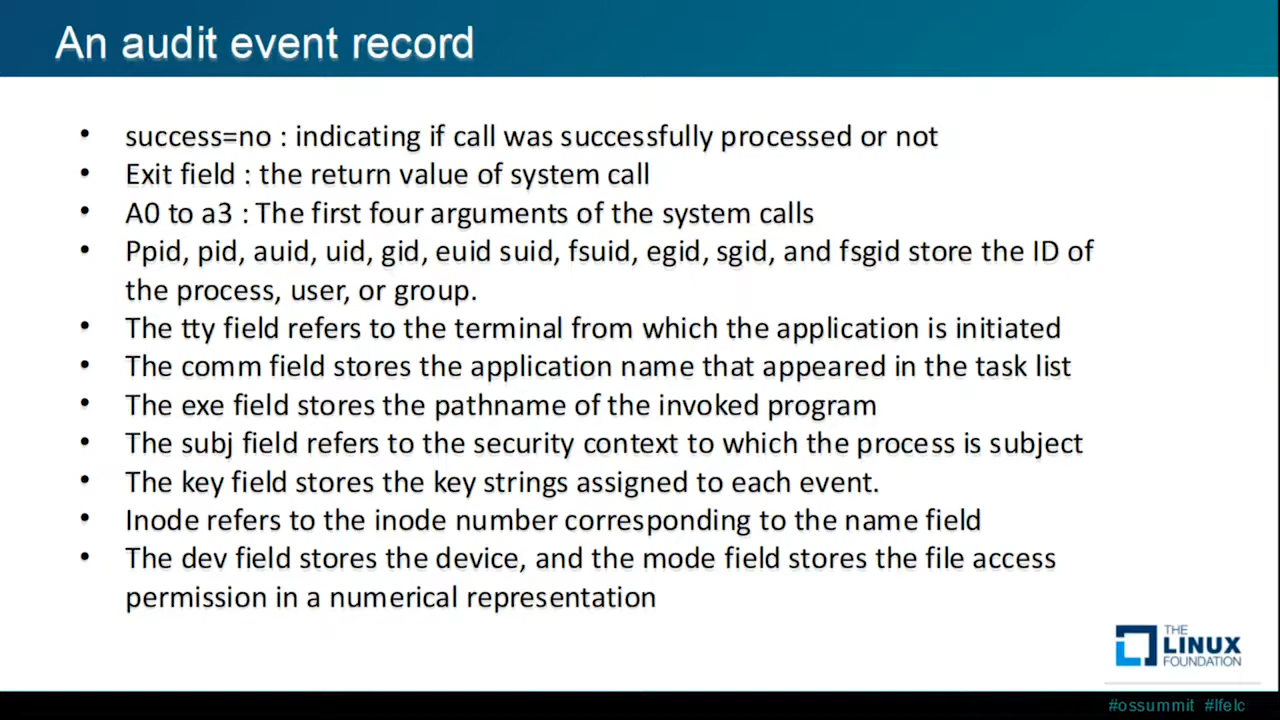 An audit event record
• success=no : indicating if call was successfully processed or not
• Exit field : the return value of system call
• A0 to a3 : The first four arguments of the system calls
• Ppid, pid, auid, uid, gid, euid suid, fsuid, egid, sgid, and fsgid store the ID of
the process, user, or group.
• The tty field refers to the terminal from which the application is initiated
• The comm field stores the application name that appeared in the task list
• The exe field stores the pathname of the invoked program
• The subj field refers to the security context to which the process is subject
• The key field stores the key strings assigned to each event.
• Inode refers to the inode number corresponding to the name field
• The dev field stores the device, and the mode field stores the file access
permission in a numerical representation
THE
LINUX
FOUNDATION
#ossummit #lfelc